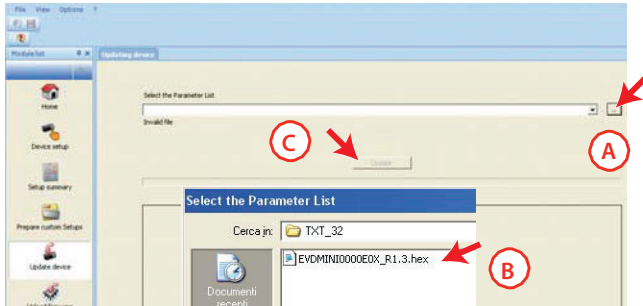 File View Options ?
Module list
Updating device
Home
Select the Parameter List
...
Invalid file
A
Device setup
C
Update
Setup summary
Select the Parameter List
Cerca in: TXT_32
Prepare custom Setups
EVDMINI0000E0X_R1.3.hex
B
Update device
Documenti
recenti